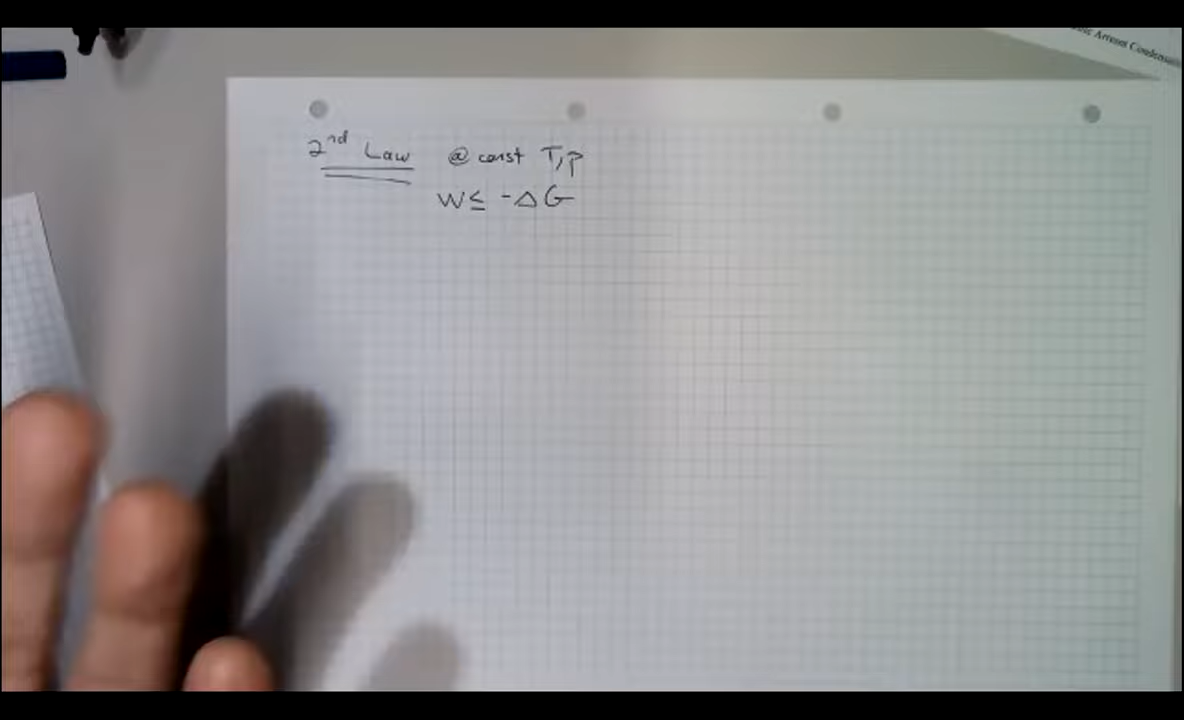 2nd Law @ const T, P
W ≤ -ΔG